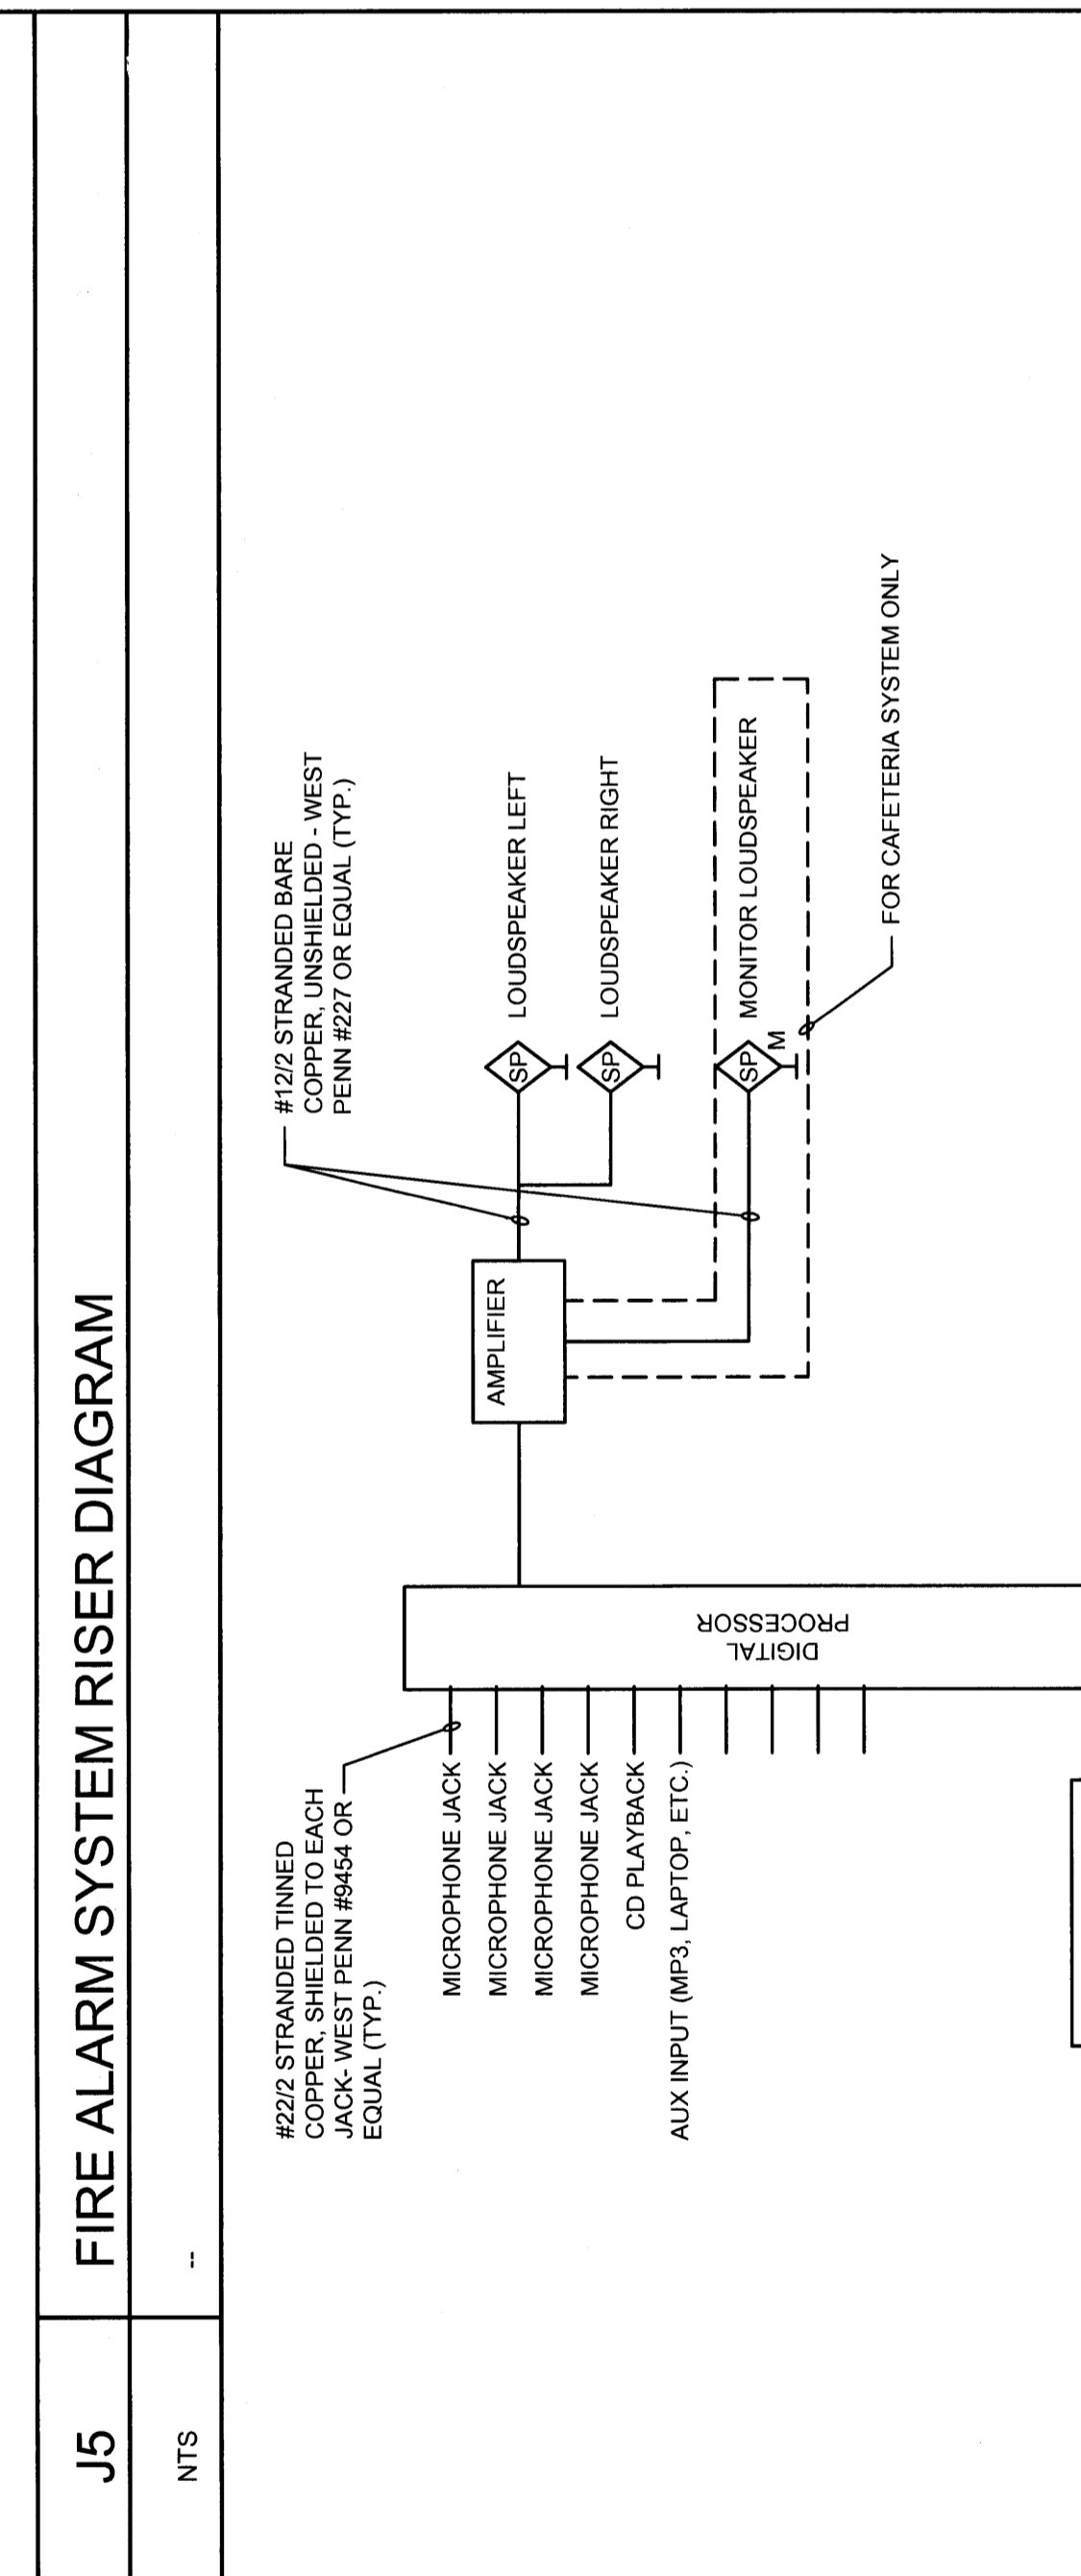 J5
FIRE ALARM SYSTEM RISER DIAGRAM
NTS
--
#22/2 STRANDED TINNED
COPPER, SHIELDED TO EACH
JACK- WEST PENN #9454 OR
EQUAL (TYP.)
#12/2 STRANDED BARE
COPPER, UNSHIELDED - WEST
PENN #227 OR EQUAL (TYP.)
MICROPHONE JACK
MICROPHONE JACK
MICROPHONE JACK
MICROPHONE JACK
CD PLAYBACK
AUX INPUT (MP3, LAPTOP, ETC.)
DIGITAL
PROCESSOR
AMPLIFIER
SP
LOUDSPEAKER LEFT
SP
LOUDSPEAKER RIGHT
SP
M
MONITOR LOUDSPEAKER
FOR CAFETERIA SYSTEM ONLY